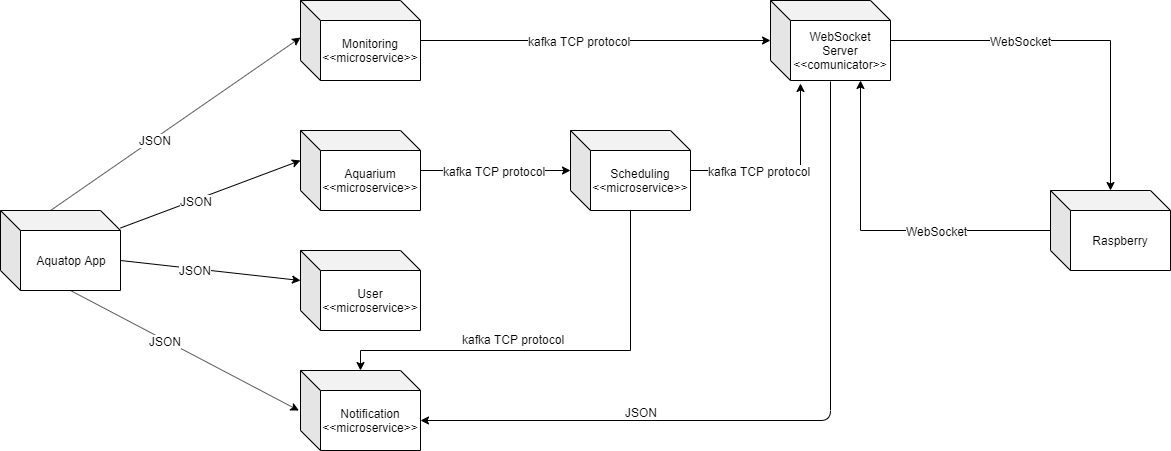 Monitoring
<<microservice>>
kafka TCP protocol
WebSocket
Server
<<comunicator>>
WebSocket
JSON
Aquarium
<<microservice>>
kafka TCP protocol
Scheduling
<<microservice>>
kafka TCP protocol
JSON
Aquatop App
WebSocket
Raspberry
JSON
User
<<microservice>>
JSON
kafka TCP protocol
Notification
<<microservice>>
JSON